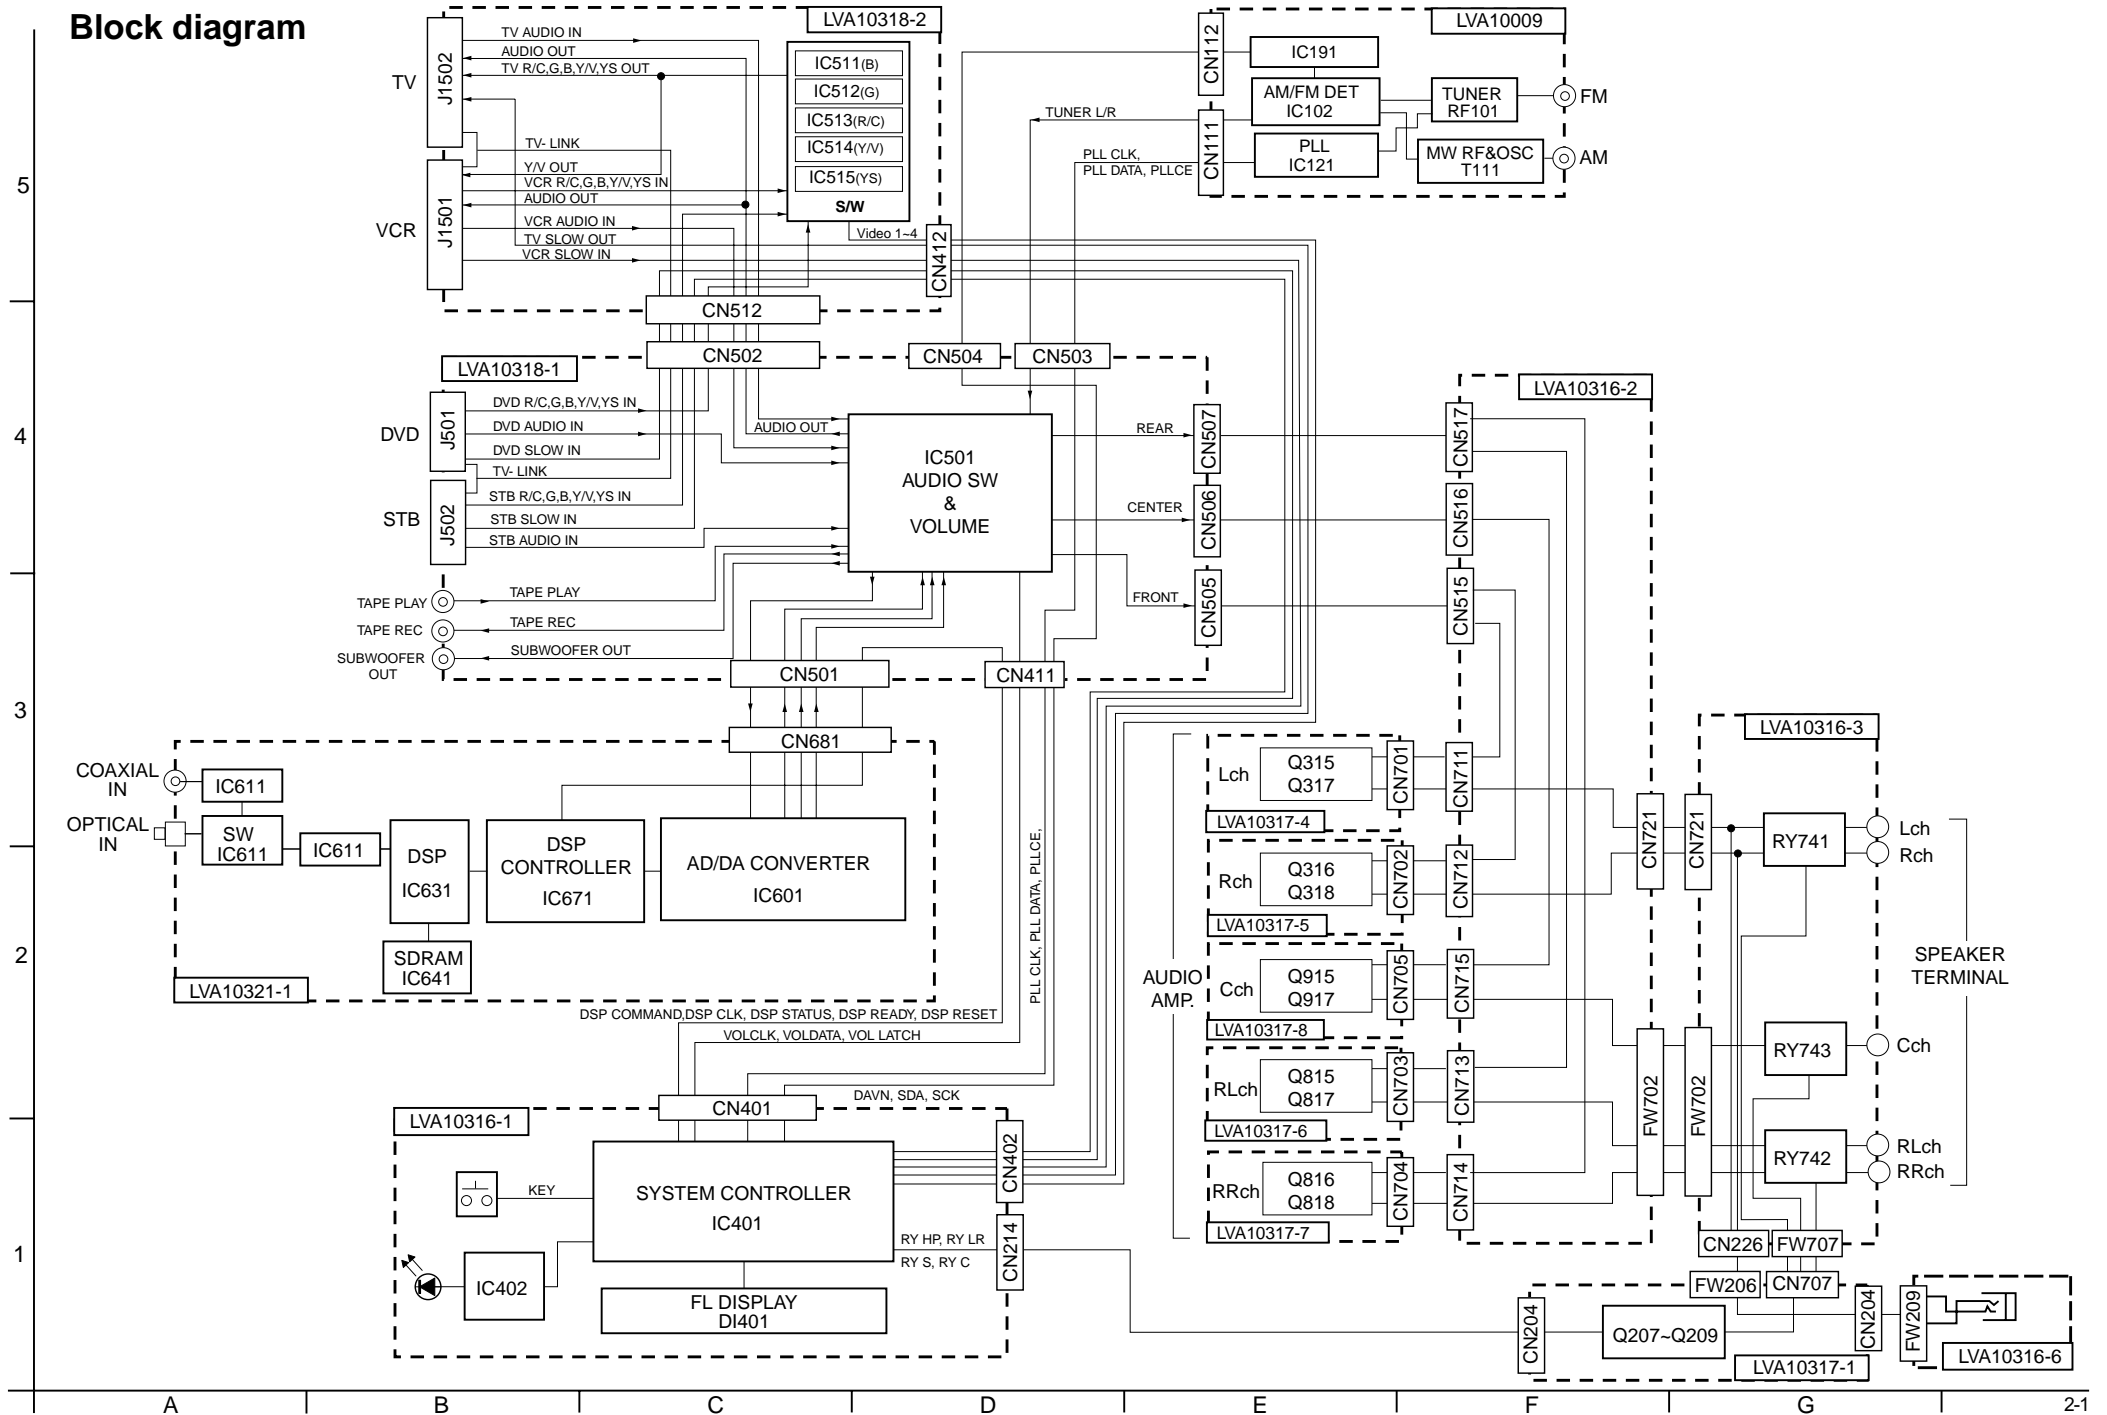 Block diagram
LVA10318-2
TV
J1502
TV AUDIO IN
AUDIO OUT
TV R/C,G,B,Y/V,YS OUT
TV- LINK
Y/V OUT
VCR R/C,G,B,Y/V,YS IN
AUDIO OUT
VCR AUDIO IN
TV SLOW OUT
VCR SLOW IN
VCR
J1501
IC511(B)
IC512(G)
IC513(R/C)
IC514(Y/V)
IC515(YS)
S/W
Video 1~4
CN412
CN512
LVA10009
CN112
CN111
IC191
AM/FM DET
IC102
PLL
IC121
TUNER
RF101
MW RF&OSC
T111
FM
AM
TUNER L/R
PLL CLK,
PLL DATA, PLLCE
5
LVA10318-1
CN502
CN504
CN503
DVD
J501
DVD R/C,G,B,Y/V,YS IN
DVD AUDIO IN
DVD SLOW IN
TV- LINK
STB
J502
STB R/C,G,B,Y/V,YS IN
STB SLOW IN
STB AUDIO IN
AUDIO OUT
IC501
AUDIO SW
&
VOLUME
REAR
CN507
CENTER
CN506
FRONT
CN505
4
TAPE PLAY
TAPE PLAY
TAPE REC
TAPE REC
SUBWOOFER
OUT
SUBWOOFER OUT
CN501
CN411
LVA10316-2
CN517
CN516
CN515
3
CN681
COAXIAL
IN
IC611
OPTICAL
IN
SW
IC611
IC611
DSP
IC631
DSP
CONTROLLER
IC671
AD/DA CONVERTER
IC601
SDRAM
IC641
LVA10321-1
2
DSP COMMAND,DSP CLK, DSP STATUS, DSP READY, DSP RESET
VOLCLK, VOLDATA, VOL LATCH
PLL CLK, PLL DATA, PLLCE,
DAVN, SDA, SCK
AUDIO
AMP.
Lch
Q315
Q317
CN701
CN711
LVA10317-4
Rch
Q316
Q318
CN702
CN712
LVA10317-5
Cch
Q915
Q917
CN705
CN715
LVA10317-8
RLch
Q815
Q817
CN703
CN713
LVA10317-6
RRch
Q816
Q818
CN704
CN714
LVA10317-7
CN721
FW702
LVA10316-3
CN721
FW702
RY741
RY743
RY742
Lch
Rch
Cch
RLch
RRch
SPEAKER
TERMINAL
CN226
FW707
LVA10316-1
CN401
KEY
SYSTEM CONTROLLER
IC401
IC402
FL DISPLAY
DI401
CN402
CN214
RY HP, RY LR
RY S, RY C
1
CN204
FW206
CN707
Q207~Q209
CN204
LVA10317-1
FW209
LVA10316-6
A
B
C
D
E
F
G
2-1